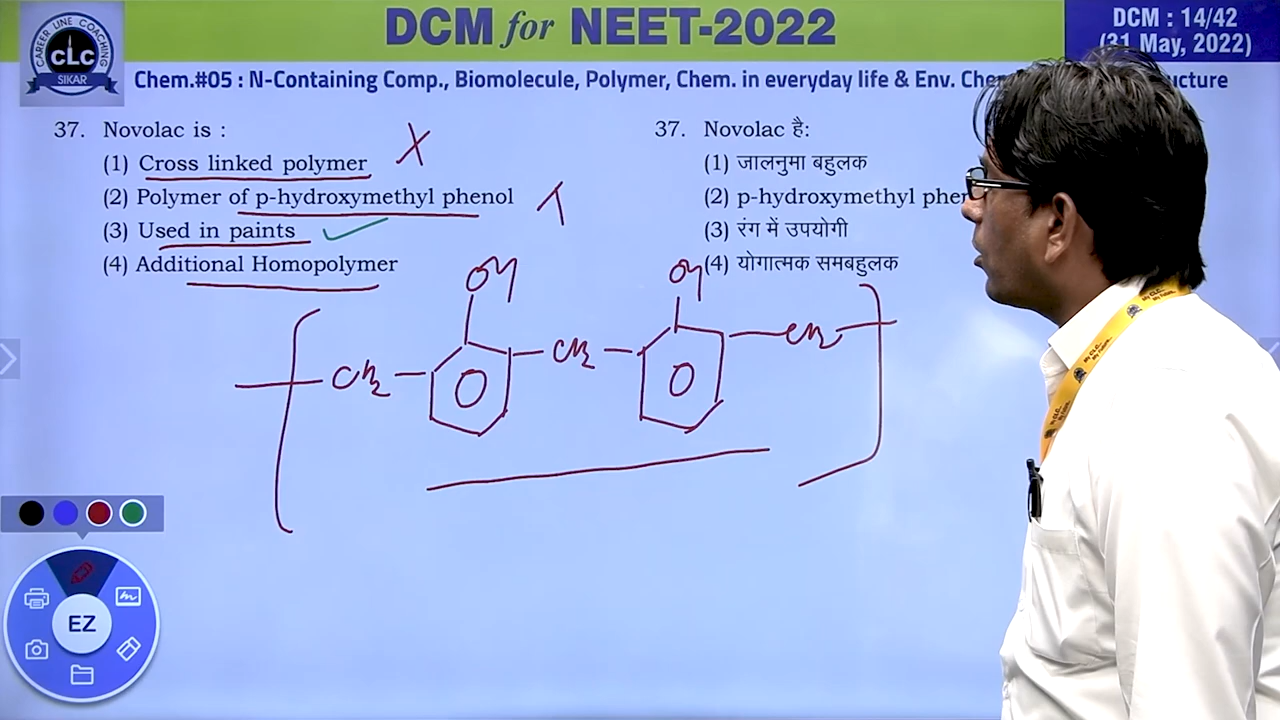 DCM for NEET-2022
DCM : 14/42
(31 May, 2022)
CAREER LINE COACHING
CLC
SIKAR
Chem.#05 : N-Containing Comp., Biomolecule, Polymer, Chem. in everyday life & Env.
37. Novolac is :
(1) Cross linked polymer
(2) Polymer of p-hydroxymethyl phenol
(3) Used in paints
(4) Additional Homopolymer
37. Novolac है:
(1) जालनुमा बहुलक
(2) p-hydroxymethyl
(3) रंग में उपयोगी
(4) योगात्मक समबहुलक
OH OH
CH2 CH2 CH2
EZ